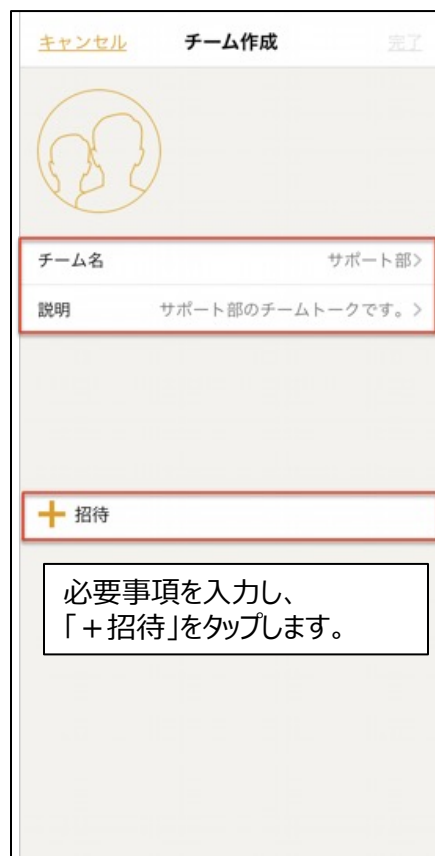 キャンセル チーム作成 完了
チーム名 サポート部>
説明 サポート部のチームトークです。>
+ 招待
必要事項を入力し、
「+招待」をタップします。